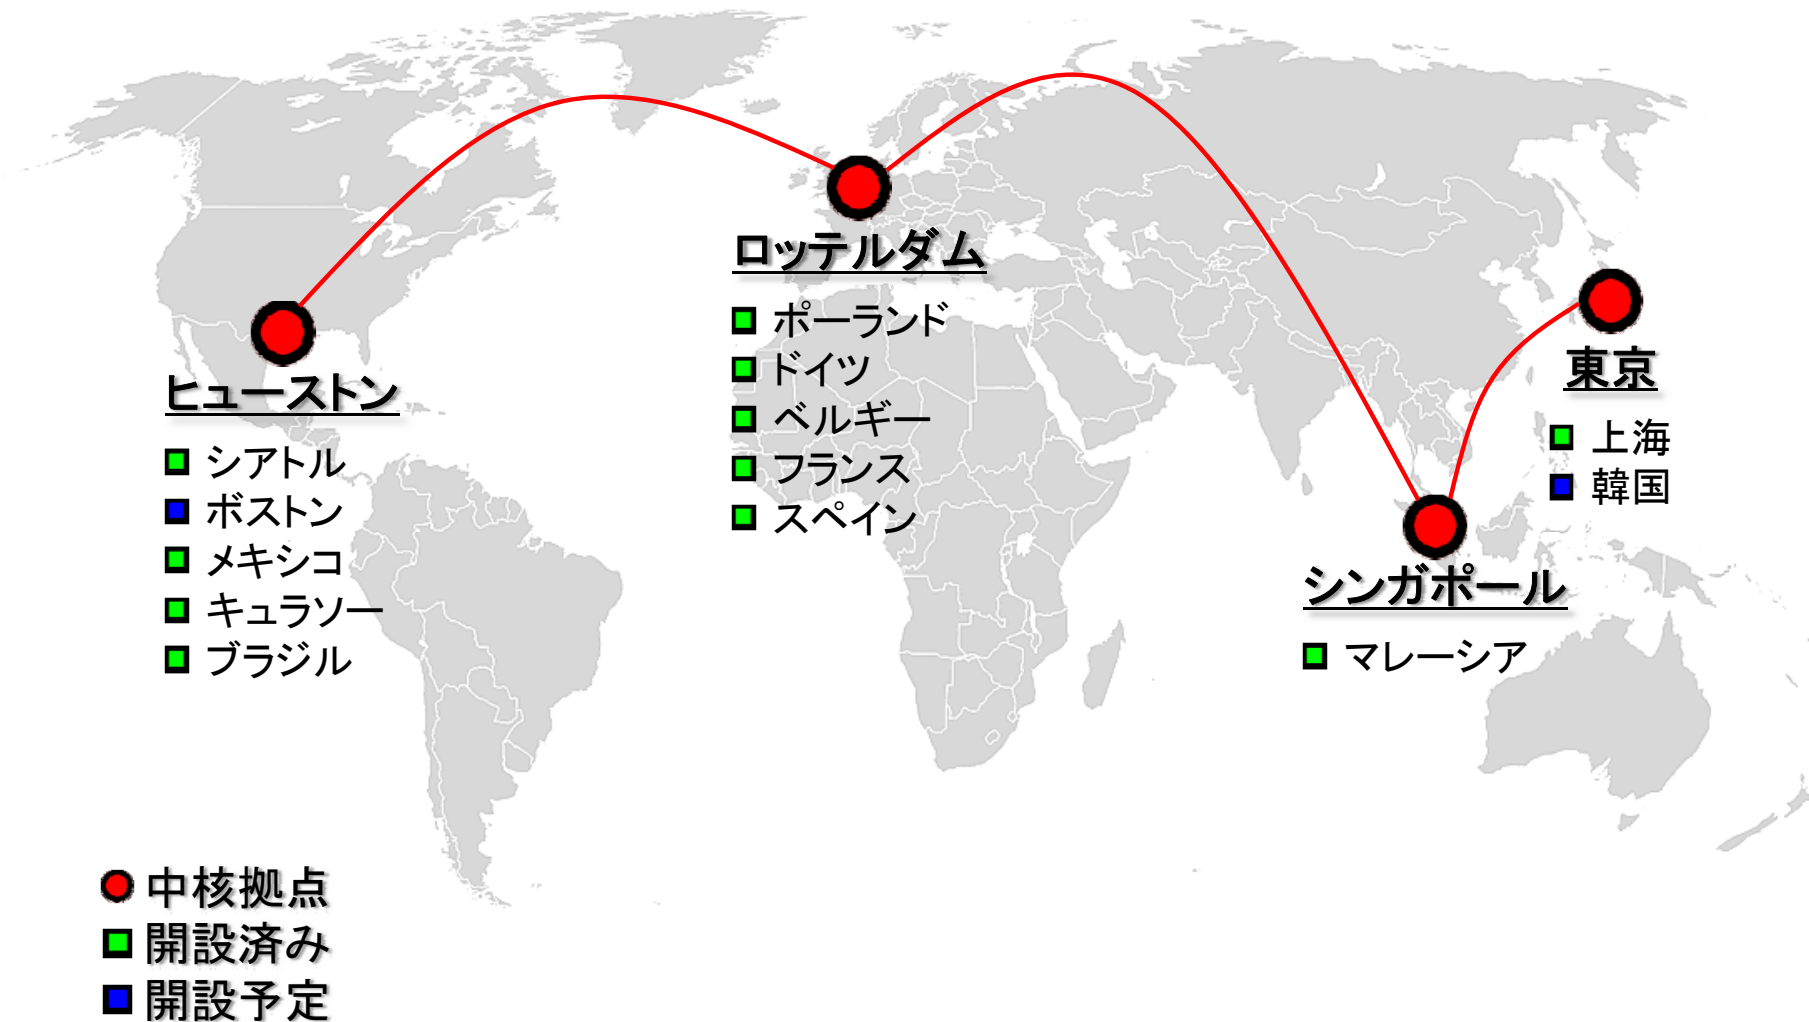 ロッテルダム
ポーランド
ドイツ
ベルギー
フランス
スペイン
ヒューストン
シアトル
ボストン
メキシコ
キュラソー
ブラジル
東京
上海
韓国
シンガポール
マレーシア
中核拠点
開設済み
開設予定